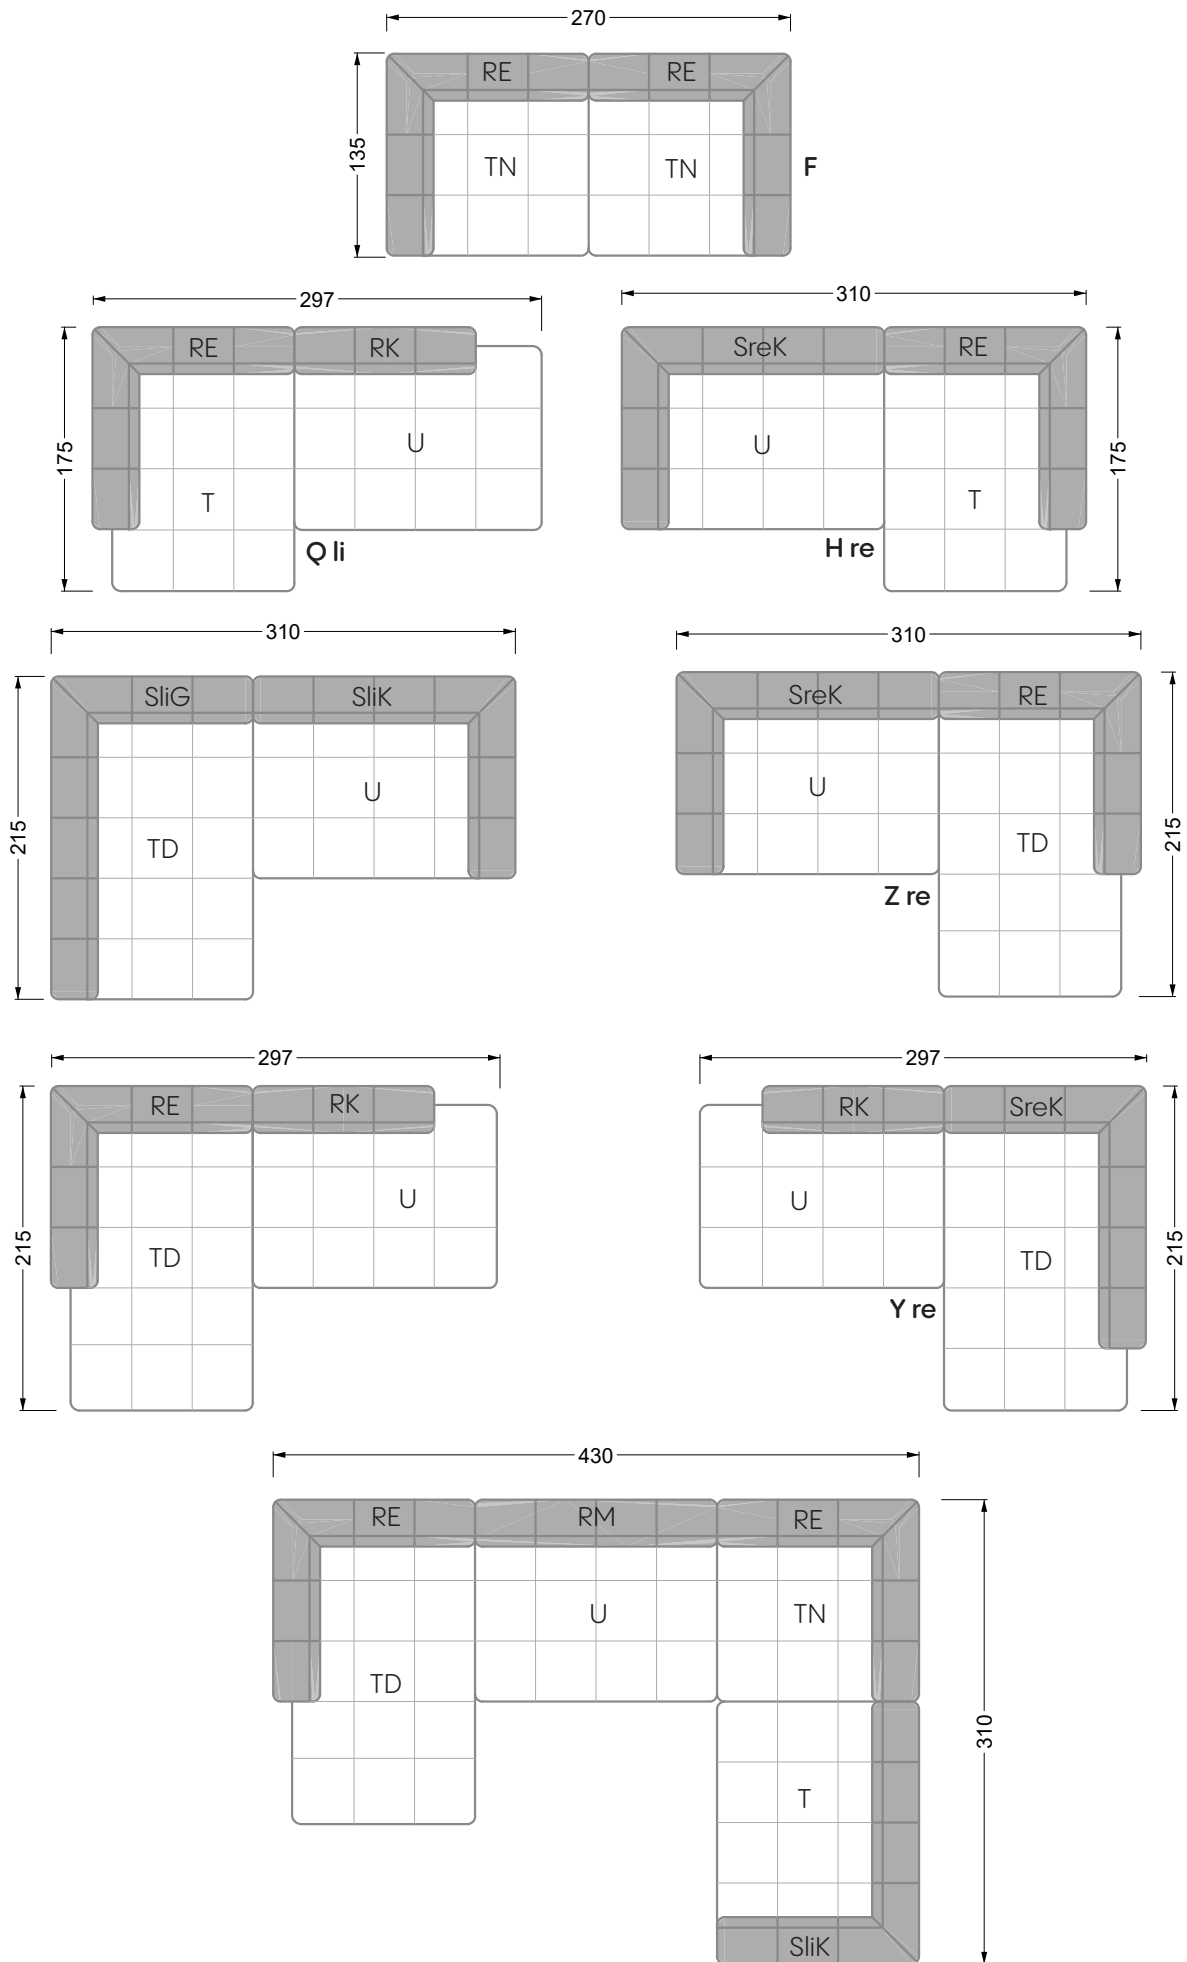 270
RE RE
135
TN TN
F
297
RE RK
175
U
T
Q li
310
SreK RE
175
U
T
H re
310
SliG SliK
215
U
TD
310
SreK RE
215
U
TD
Z re
297
RE RK
215
U
TD
297
RK SreK
215
U
TD
Y re
430
RE RM RE
310
U TN
TD
T
SliK